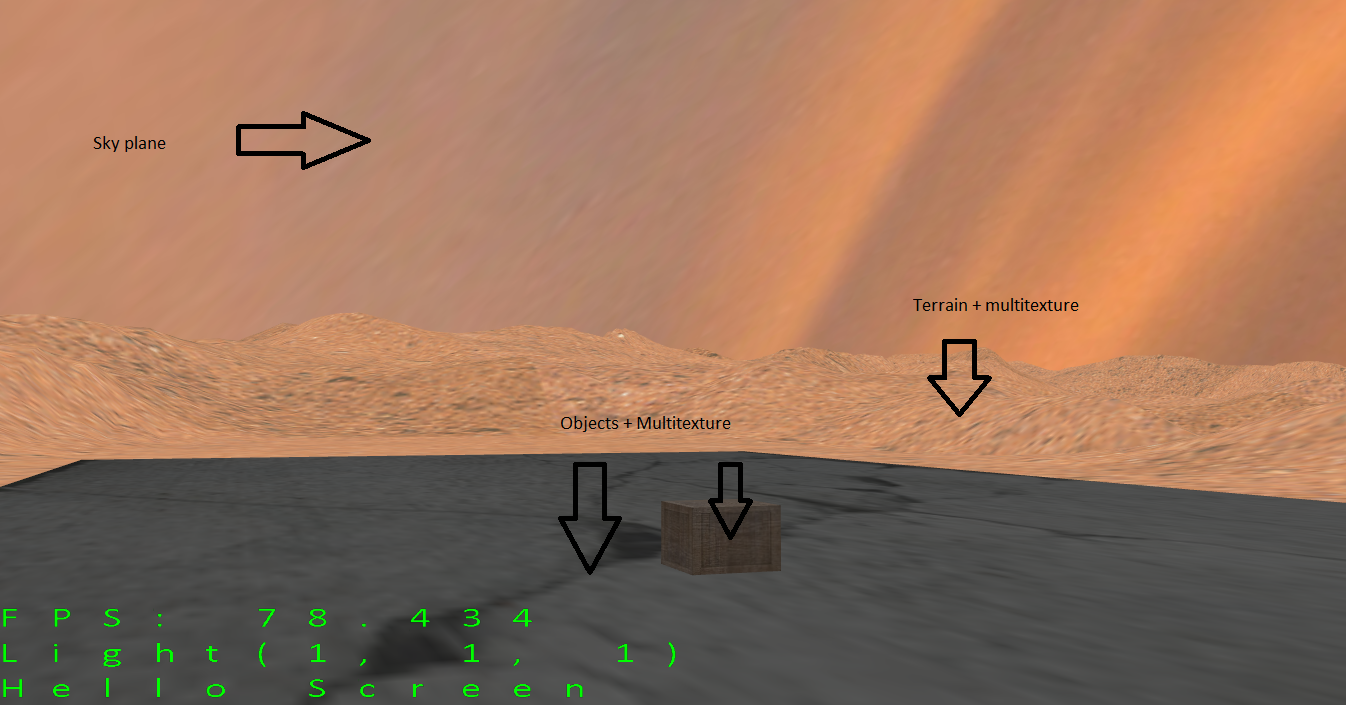 Sky plane
Terrain + multitexture
Objects + Multitexture
FPS: 78.434
Light(1, 1, 1)
Hello Screen